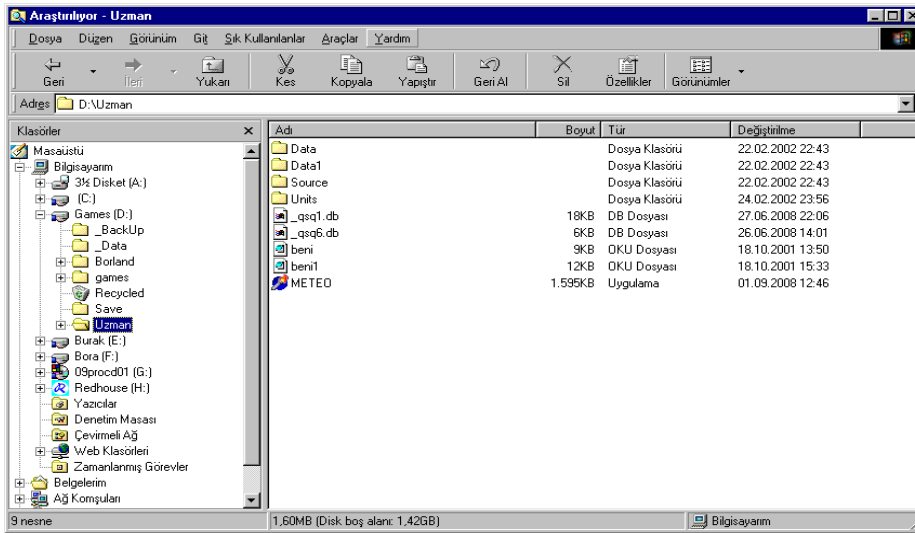 Araştırılıyor - Uzman
Dosya Düzen Görünüm Git Sık Kullanılanlar Araçlar Yardım
Geri İleri Yukarı Kes Kopyala Yapıştır Geri Al Sil Özellikler Görünümler
Adres D:\Uzman
Klasörler
Masaüstü
Bilgisayarım
3½ Disket (A:)
(C:)
Games (D:)
_BackUp
_Data
Borland
games
Recycled
Save
Uzman
Burak (E:)
Bora (F:)
09procd01 (G:)
Redhouse (H:)
Yazıcılar
Denetim Masası
Çevirmeli Ağ
Web Klasörleri
Zamanlanmış Görevler
Belgelerim
Ağ Komşuları
Adı Boyut Tür Değiştirilme
Data Dosya Klasörü 22.02.2002 22:43
Data1 Dosya Klasörü 22.02.2002 22:43
Source Dosya Klasörü 22.02.2002 22:43
Units Dosya Klasörü 24.02.2002 23:56
_qsq1.db 18KB DB Dosyası 27.06.2008 22:06
_qsq6.db 6KB DB Dosyası 26.06.2008 14:01
beni 9KB OKU Dosyası 18.10.2001 13:50
beni1 12KB OKU Dosyası 18.10.2001 15:33
METEO 1.595KB Uygulama 01.09.2008 12:46
9 nesne 1,60MB (Disk boş alanı: 1,42GB) Bilgisayarım